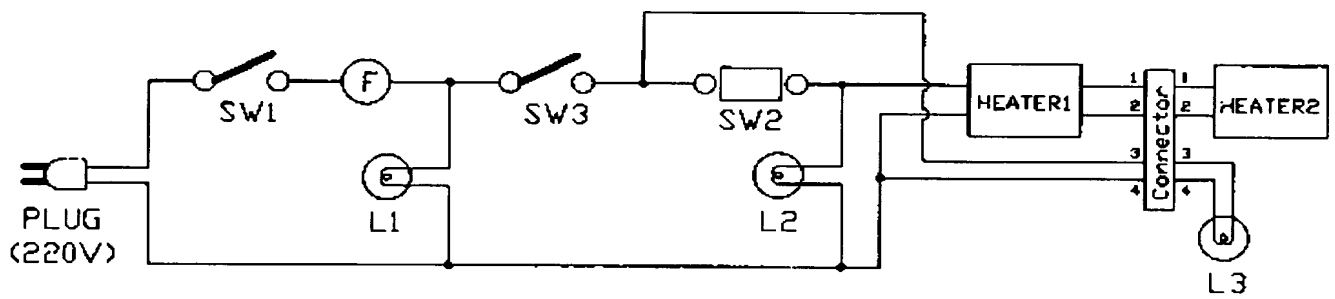 F
SW1
SW3
SW2
HEATER1
1
2
3
4
Connector
1
2
3
4
HEATER2
PLUG
(220V)
L1
L2
L3